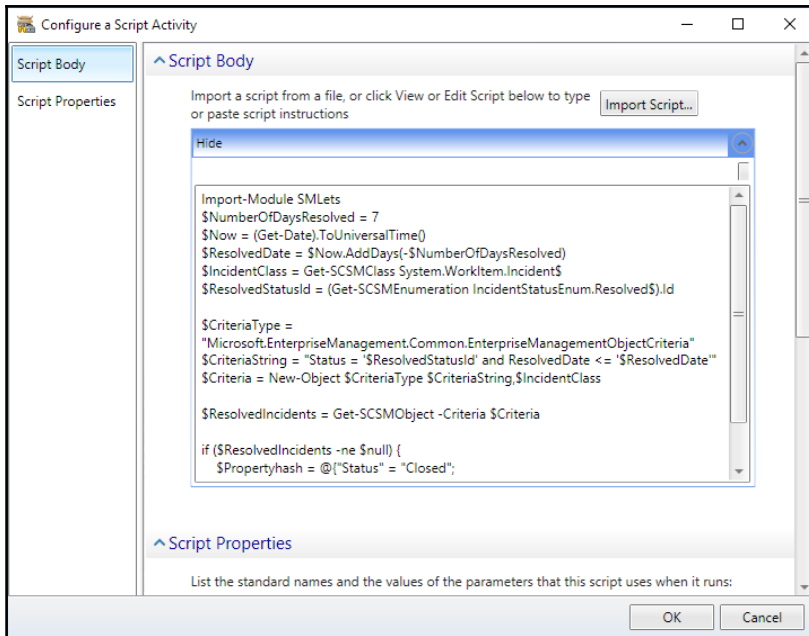 Configure a Script Activity
Script Body
Script Properties
Script Body
Import a script from a file, or click View or Edit Script below to type
or paste script instructions
Import Script...
Hide
Import-Module SMLets
$NumberOfDaysResolved = 7
$Now = (Get-Date).ToUniversalTime()
$ResolvedDate = $Now.AddDays(-$NumberOfDaysResolved)
$IncidentClass = Get-SCSMClass System.WorkItem.Incident$
$ResolvedStatusId = (Get-SCSMEnumeration IncidentStatusEnum.Resolved$).Id
$CriteriaType =
"Microsoft.EnterpriseManagement.Common.EnterpriseManagementObjectCriteria"
$CriteriaString = "Status = '$ResolvedStatusId' and ResolvedDate <= '$ResolvedDate'"
$Criteria = New-Object $CriteriaType $CriteriaString,$IncidentClass
$ResolvedIncidents = Get-SCSMObject -Criteria $Criteria
if ($ResolvedIncidents -ne $null) {
$Propertyhash = @{"Status" = "Closed";
Script Properties
List the standard names and the values of the parameters that this script uses when it runs:
OK
Cancel